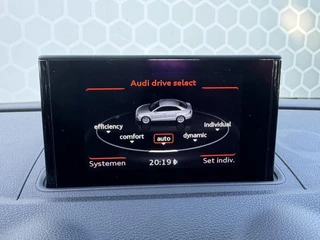 Audi drive select
efficiency individual
comfort auto dynamic
Systemen 20:19 Set indiv.